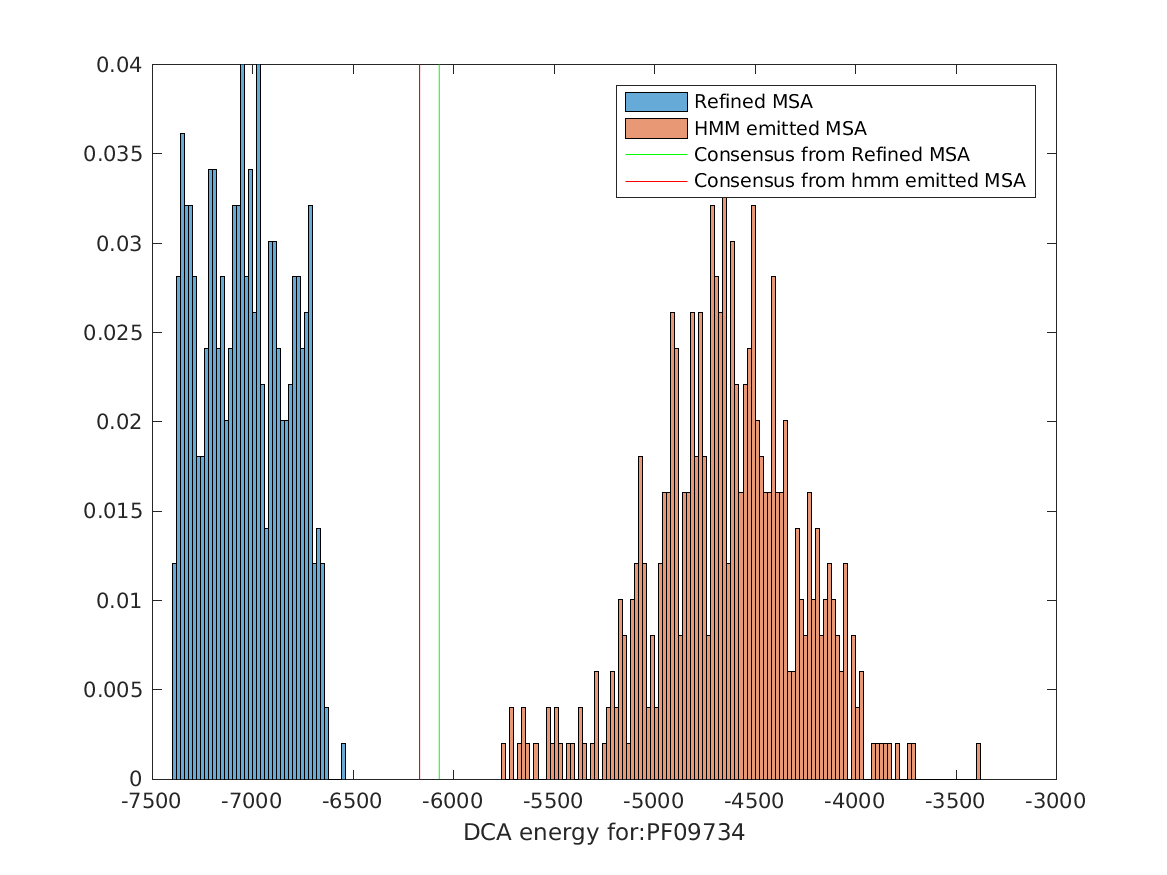 0.04
0.035
0.03
0.025
0.02
0.015
0.01
0.005
0
Refined MSA
HMM emitted MSA
Consensus from Refined MSA
Consensus from hmm emitted MSA
-7500 -7000 -6500 -6000 -5500 -5000 -4500 -4000 -3500 -3000
DCA energy for:PF09734